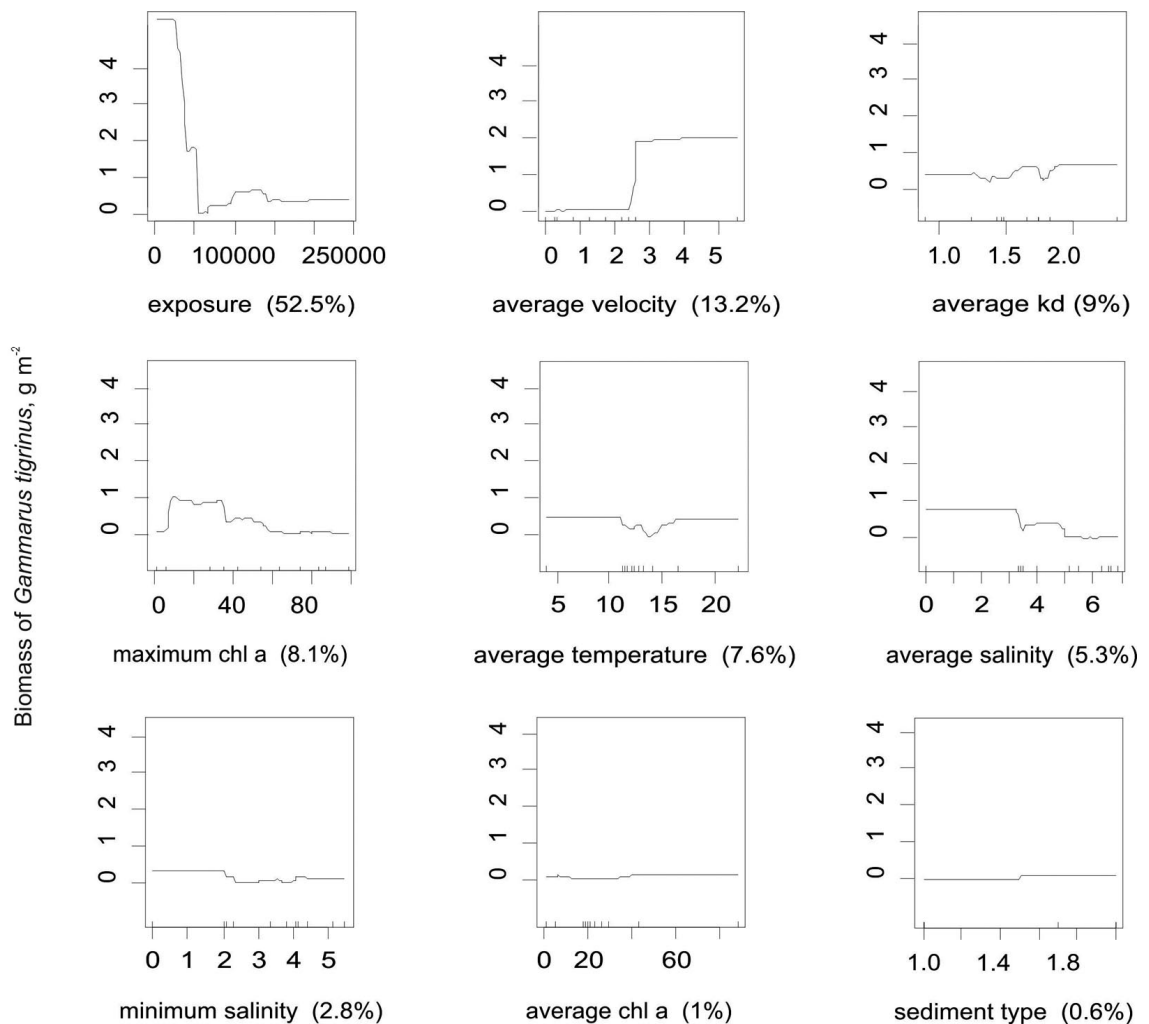 Biomass of Gammarus tigrinus, g m-2
4
3
2
1
0
0 100000 250000
exposure (52.5%)
4
3
2
1
0
0 1 2 3 4 5
average velocity (13.2%)
4
3
2
1
0
1.0 1.5 2.0
average kd (9%)
4
3
2
1
0
0 40 80
maximum chl a (8.1%)
4
3
2
1
0
5 10 15 20
average temperature (7.6%)
4
3
2
1
0
0 2 4 6
average salinity (5.3%)
4
3
2
1
0
0 1 2 3 4 5
minimum salinity (2.8%)
4
3
2
1
0
0 20 60
average chl a (1%)
4
3
2
1
0
1.0 1.4 1.8
sediment type (0.6%)